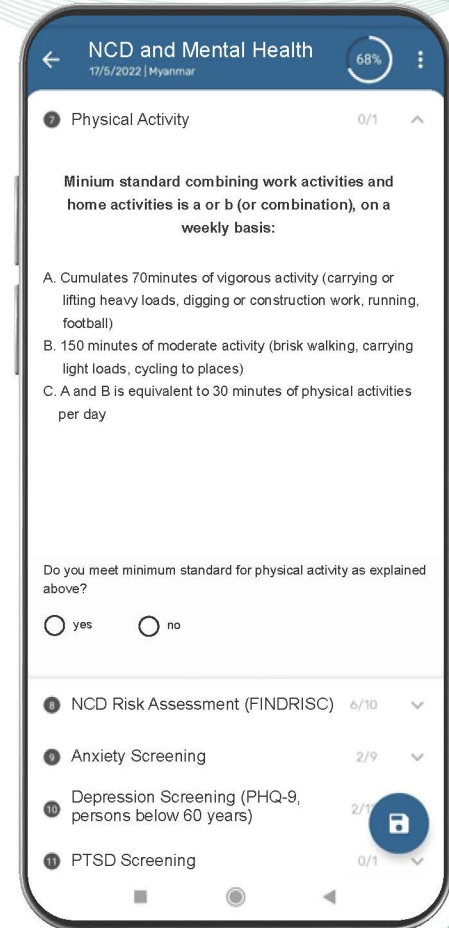 NCD and Mental Health
68%
17/5/2022 | Myanmar
7 Physical Activity 0/1
Minium standard combining work activities and
home activities is a or b (or combination), on a
weekly basis:
A. Cumulates 70minutes of vigorous activity (carrying or
lifting heavy loads, digging or construction work, running,
football)
B. 150 minutes of moderate activity (brisk walking, carrying
light loads, cycling to places)
C. A and B is equivalent to 30 minutes of physical activities
per day
Do you meet minimum standard for physical activity as explained
above?
yes no
8 NCD Risk Assessment (FINDRISC) 6/10
9 Anxiety Screening 2/9
10 Depression Screening (PHQ-9,
persons below 60 years)
11 PTSD Screening 0/1